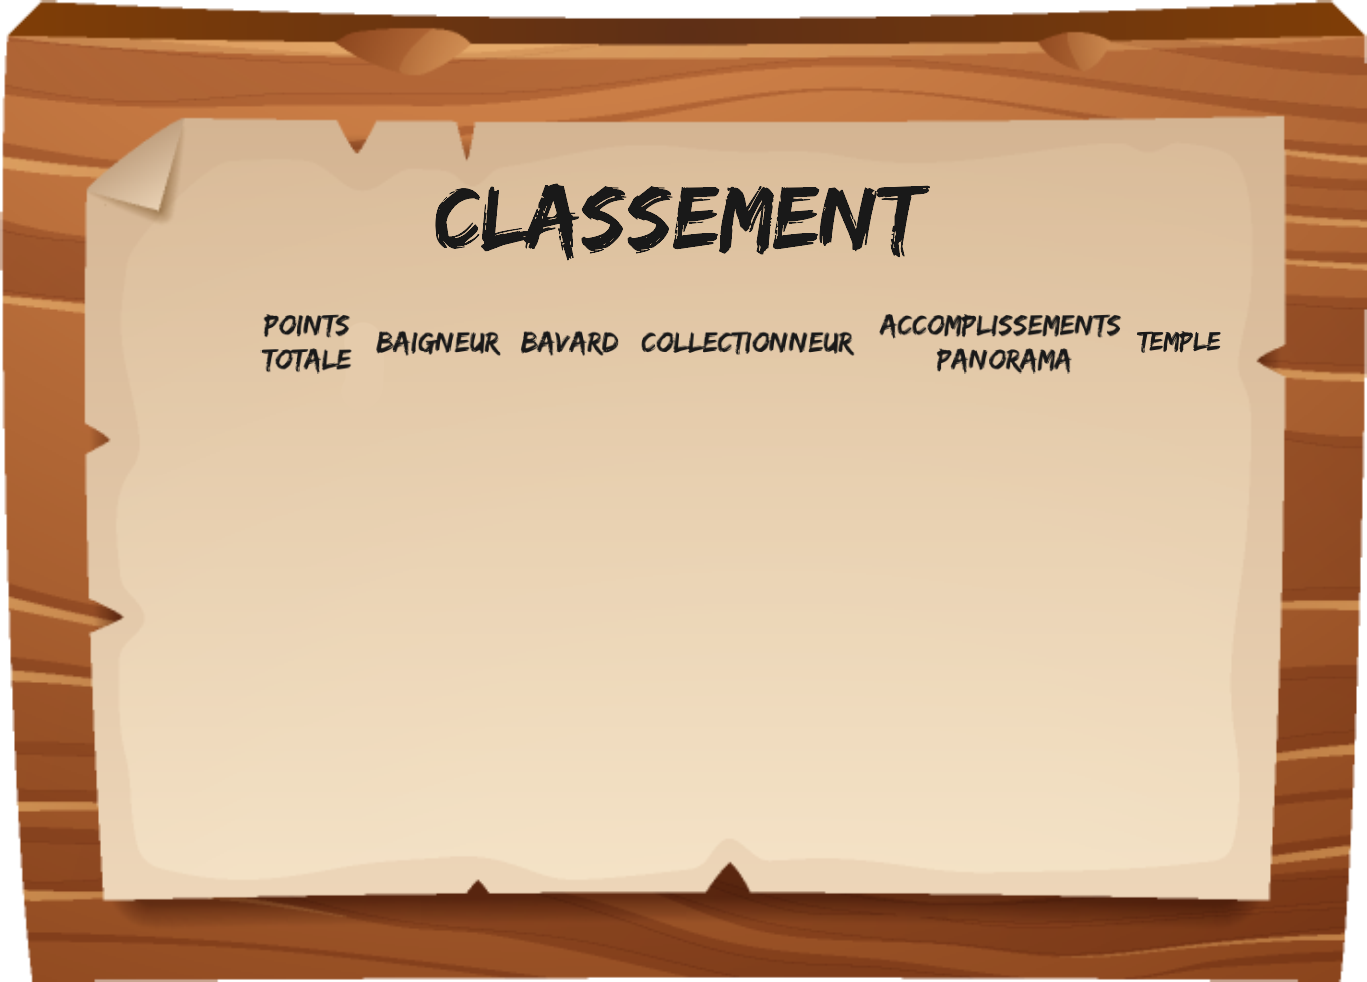 CLASSEMENT
POINTS
TOTALE
BAIGNEUR
BAVARD
COLLECTIONNEUR
ACCOMPLISSEMENTS
PANORAMA
TEMPLE